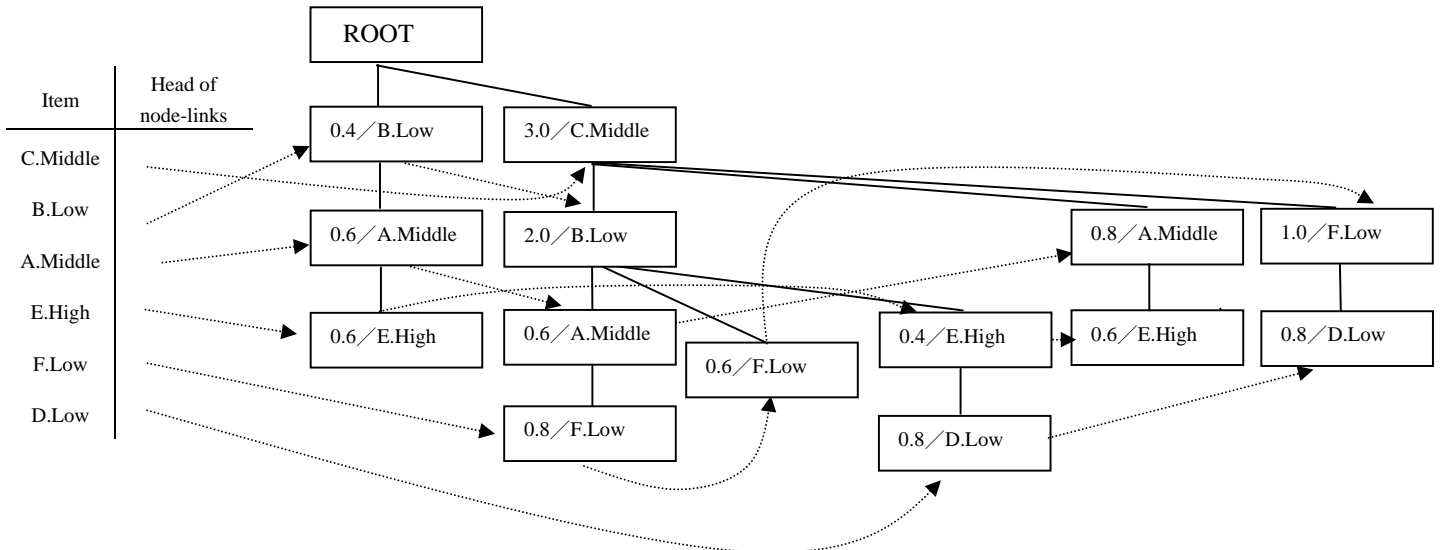 ROOT
Item
Head of
node-links
C.Middle
B.Low
A.Middle
E.High
F.Low
D.Low
0.4／B.Low
3.0／C.Middle
0.6／A.Middle
2.0／B.Low
0.8／A.Middle
1.0／F.Low
0.6／E.High
0.6／A.Middle
0.6／F.Low
0.4／E.High
0.6／E.High
0.8／D.Low
0.8／F.Low
0.8／D.Low